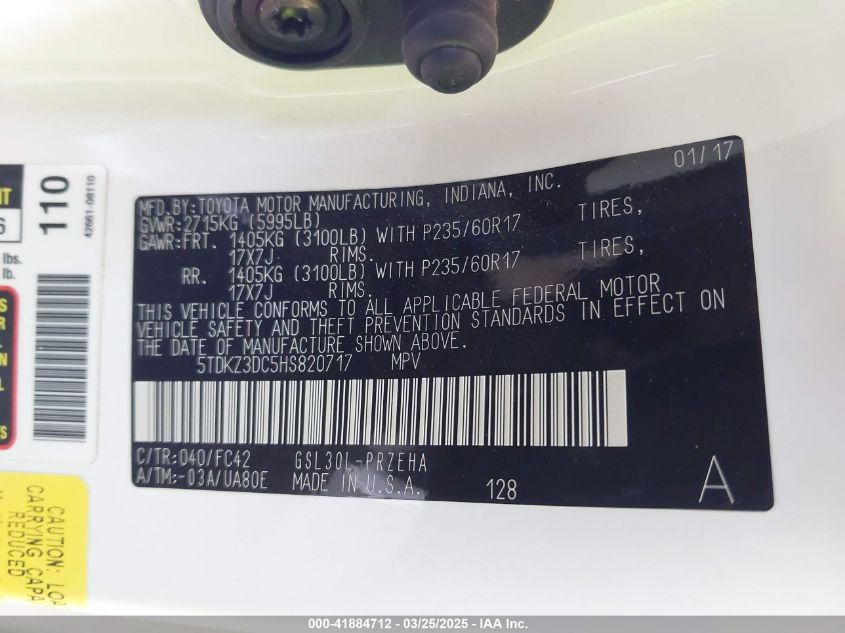 01/17
MFD.BY:TOYOTA MOTOR MANUFACTURING, INDIANA, INC.
GVWR:2715KG (5995LB)
GAWR:FRT. 1405KG (3100LB) WITH P235/60R17 TIRES,
17X7J RIMS.
RR. 1405KG (3100LB) WITH P235/60R17 TIRES,
17X7J RIMS.
THIS VEHICLE CONFORMS TO ALL APPLICABLE FEDERAL MOTOR
VEHICLE SAFETY AND THEFT PREVENTION STANDARDS IN EFFECT ON
THE DATE OF MANUFACTURE SHOWN ABOVE.
5TDKZ3DC5HS820717 MPV
C/TR:040/FC42 GSL30L-PRZEHA
A/TM:-03A/UA80E MADE IN U.S.A. 128 A
110
42661-08110
lbs.
lb.
CAUTION: LOA
CARRYING CAPA
REDUCED
000-41884712 — 03/25/2025 — IAA Inc.